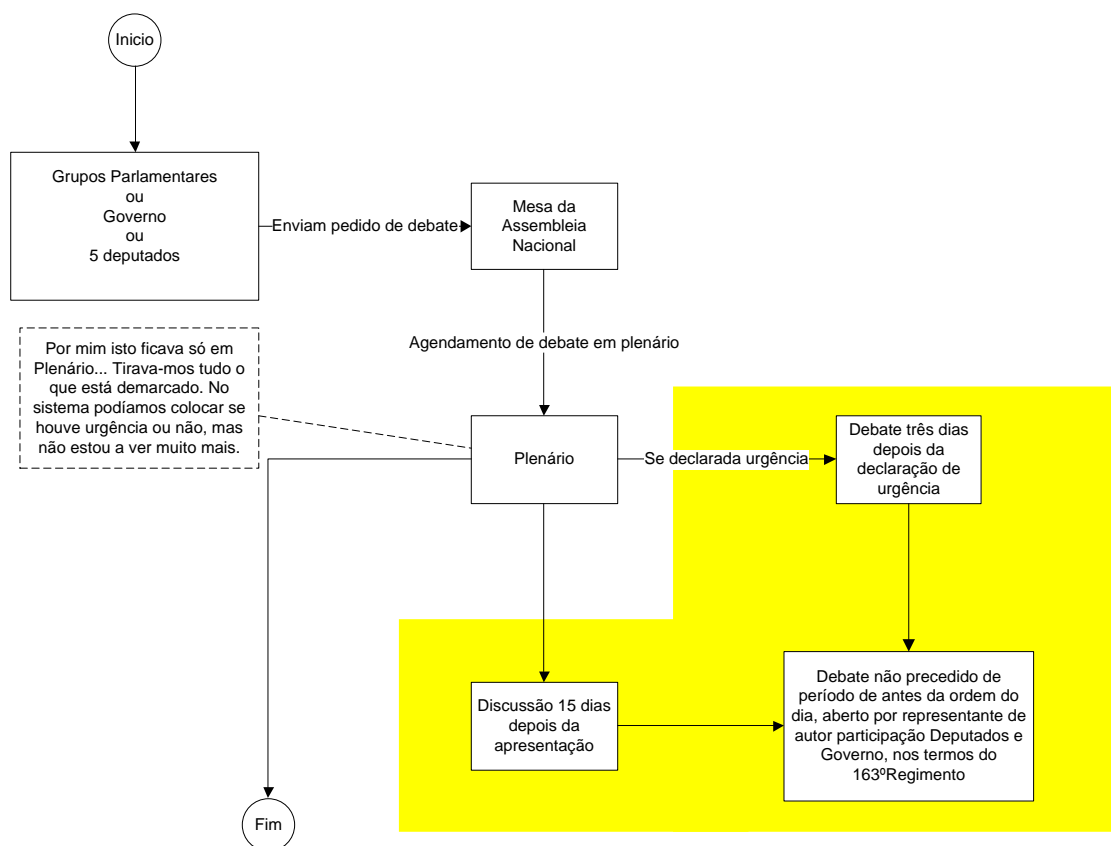 Inicio
Grupos Parlamentares
ou
Governo
ou
5 deputados
Enviam pedido de debate
Mesa da
Assembleia
Nacional
Agendamento de debate em plenário
Por mim isto ficava só em
Plenário... Tirava-mos tudo o
que está demarcado. No
sistema podíamos colocar se
houve urgência ou não, mas
não estou a ver muito mais.
Plenário
Se declarada urgência
Debate três dias
depois da
declaração de
urgência
Discussão 15 dias
depois da
apresentação
Debate não precedido de
período de antes da ordem do
dia, aberto por representante de
autor participação Deputados e
Governo, nos termos do
163ºRegimento
Fim